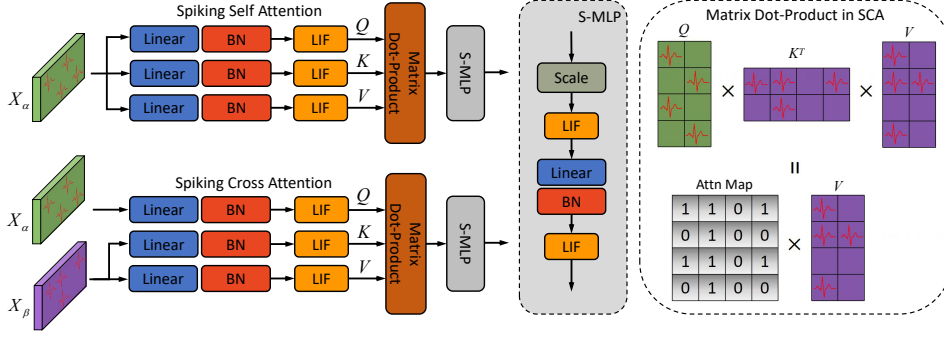 Spiking Self Attention
X_α
Linear BN LIF Q
Linear BN LIF K
Linear BN LIF V
Matrix
Dot-Product
S-MLP
Spiking Cross Attention
X_α
X_β
Linear BN LIF Q
Linear BN LIF K
Linear BN LIF V
Matrix
Dot-Product
S-MLP
S-MLP
Scale
LIF
Linear
BN
LIF
Matrix Dot-Product in SCA
Q K^T V
× ×
=
Attn Map V
1 1 0 1
0 1 0 0
1 1 0 1
0 1 0 0
×